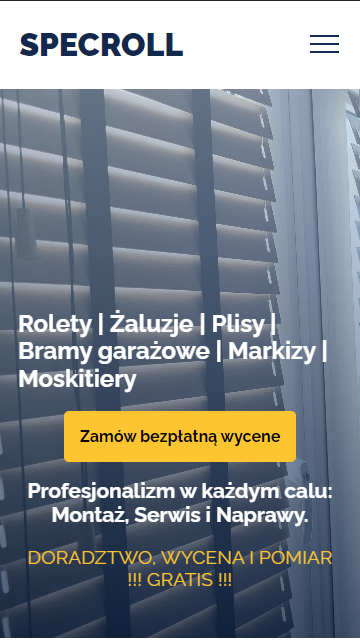 SPECROLL
Rolety | Żaluzje | Plisy |
Bramy garażowe | Markizy |
Moskitiery
Zamów bezpłatną wycene
Profesjonalizm w każdym calu:
Montaż, Serwis i Naprawy.
DORADZTWO, WYCENA I POMIAR
!!! GRATIS !!!